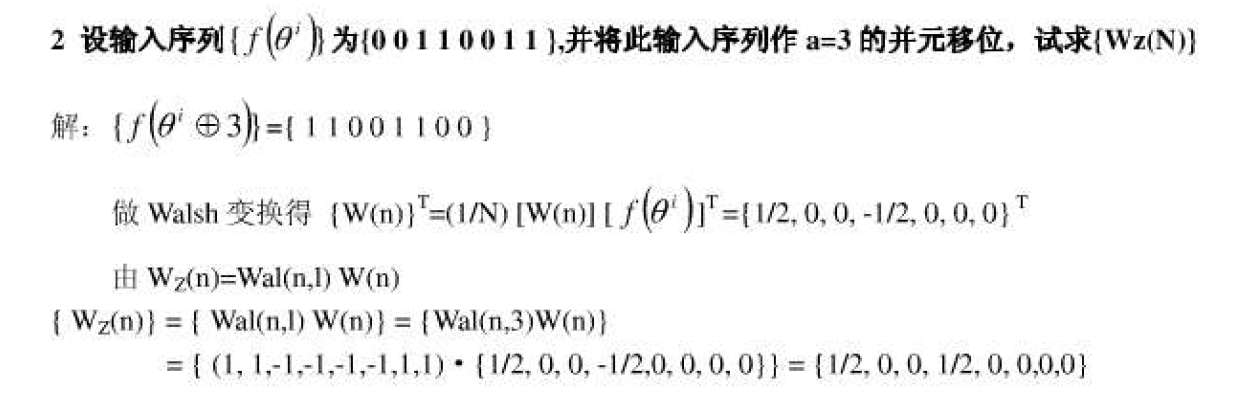 2 设输入序列{ f(θ^i)} 为{0 0 1 1 0 0 1 1 },并将此输入序列作 a=3 的并元移位，试求{Wz(N)}
解：{f(θ^i ⊕ 3)}={ 1 1 0 0 1 1 0 0 }
做 Walsh 变换得 {W(n)}^T=(1/N) [W(n)] [ f(θ^i)]^T={1/2, 0, 0, -1/2, 0, 0, 0} ^T
由 W_Z(n)=Wal(n,l) W(n)
{ W_Z(n)} = { Wal(n,l) W(n)} = {Wal(n,3)W(n)}
= { (1, 1,-1,-1,-1,-1,1,1) • {1/2, 0, 0, -1/2,0, 0, 0, 0}} = {1/2, 0, 0, 1/2, 0, 0,0,0}